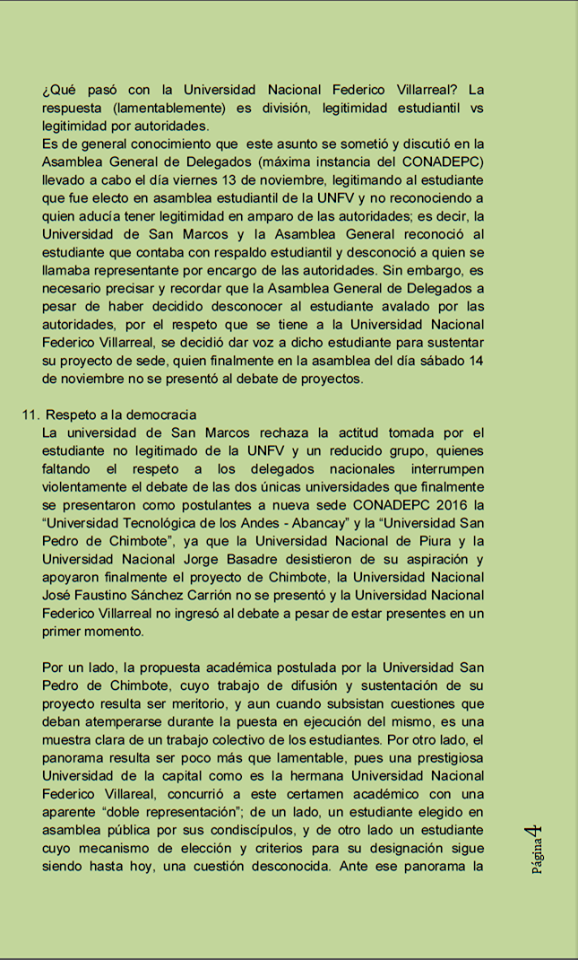 ¿Qué pasó con la Universidad Nacional Federico Villarreal? La
respuesta (lamentablemente) es división, legitimidad estudiantil vs
legitimidad por autoridades.
Es de general conocimiento que este asunto se sometió y discutió en la
Asamblea General de Delegados (máxima instancia del CONADEPC)
llevado a cabo el día viernes 13 de noviembre, legitimando al estudiante
que fue electo en asamblea estudiantil de la UNFV y no reconociendo a
quien aducía tener legitimidad en amparo de las autoridades; es decir, la
Universidad de San Marcos y la Asamblea General reconoció al
estudiante que contaba con respaldo estudiantil y desconoció a quien se
llamaba representante por encargo de las autoridades. Sin embargo, es
necesario precisar y recordar que la Asamblea General de Delegados a
pesar de haber decidido desconocer al estudiante avalado por las
autoridades, por el respeto que se tiene a la Universidad Nacional
Federico Villarreal, se decidió dar voz a dicho estudiante para sustentar
su proyecto de sede, quien finalmente en la asamblea del día sábado 14
de noviembre no se presentó al debate de proyectos.
11. Respeto a la democracia
La universidad de San Marcos rechaza la actitud tomada por el
estudiante no legitimado de la UNFV y un reducido grupo, quienes
faltando el respeto a los delegados nacionales interrumpen
violentamente el debate de las dos únicas universidades que finalmente
se presentaron como postulantes a nueva sede CONADEPC 2016 la
“Universidad Tecnológica de los Andes - Abancay” y la “Universidad San
Pedro de Chimbote”, ya que la Universidad Nacional de Piura y la
Universidad Nacional Jorge Basadre desistieron de su aspiración y
apoyaron finalmente el proyecto de Chimbote, la Universidad Nacional
José Faustino Sánchez Carrión no se presentó y la Universidad Nacional
Federico Villarreal no ingresó al debate a pesar de estar presentes en un
primer momento.
Por un lado, la propuesta académica postulada por la Universidad San
Pedro de Chimbote, cuyo trabajo de difusión y sustentación de su
proyecto resulta ser meritorio, y aun cuando subsistan cuestiones que
deban atemperarse durante la puesta en ejecución del mismo, es una
muestra clara de un trabajo colectivo de los estudiantes. Por otro lado, el
panorama resulta ser poco más que lamentable, pues una prestigiosa
Universidad de la capital como es la hermana Universidad Nacional
Federico Villareal, concurrió a este certamen académico con una
aparente “doble representación”; de un lado, un estudiante elegido en
asamblea pública por sus condiscípulos, y de otro lado un estudiante
cuyo mecanismo de elección y criterios para su designación sigue
siendo hasta hoy, una cuestión desconocida. Ante ese panorama la
Página4